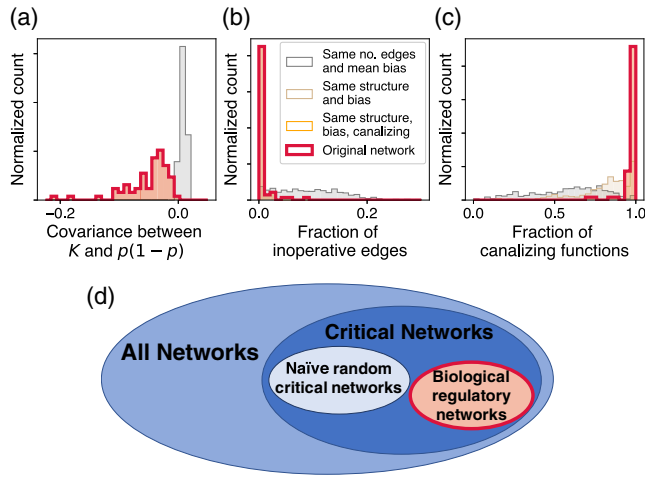 (a)
Normalized count
−0.2
0.0
Covariance between
K and p(1 − p)
(b)
Normalized count
Same no. edges
and mean bias
Same structure
and bias
Same structure,
bias, canalizing
Original network
0.0
0.2
Fraction of
inoperative edges
(c)
Normalized count
0.0
0.5
1.0
Fraction of
canalizing functions
(d)
All Networks
Critical Networks
Naïve random
critical networks
Biological
regulatory
networks